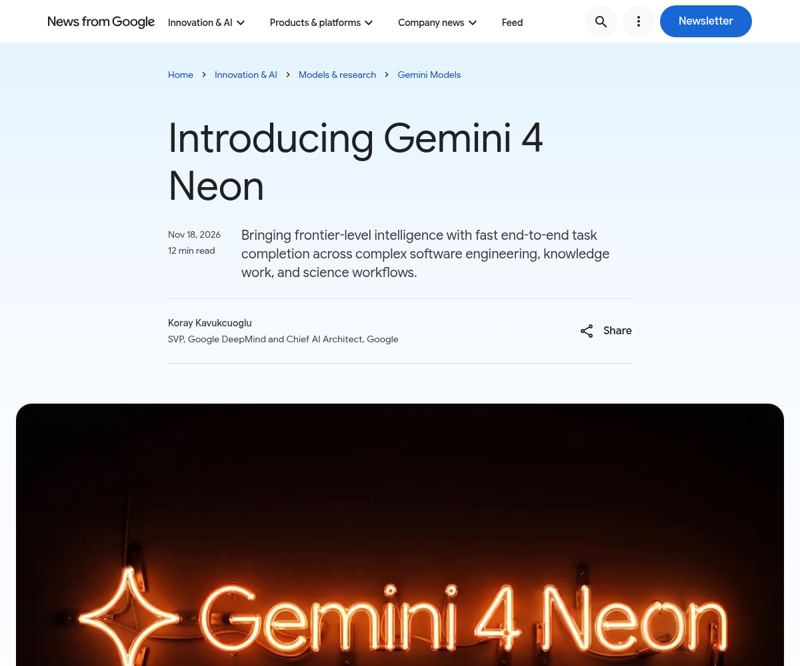 News from Google
Innovation & AI
Products & platforms
Company news
Feed
Newsletter
Home
Innovation & AI
Models & research
Gemini Models
Introducing Gemini 4
Neon
Nov 18, 2026
12 min read
Bringing frontier-level intelligence with fast end-to-end task
completion across complex software engineering, knowledge
work, and science workflows.
Koray Kavukcuoglu
SVP, Google DeepMind and Chief AI Architect, Google
Share
Gemini 4 Neon